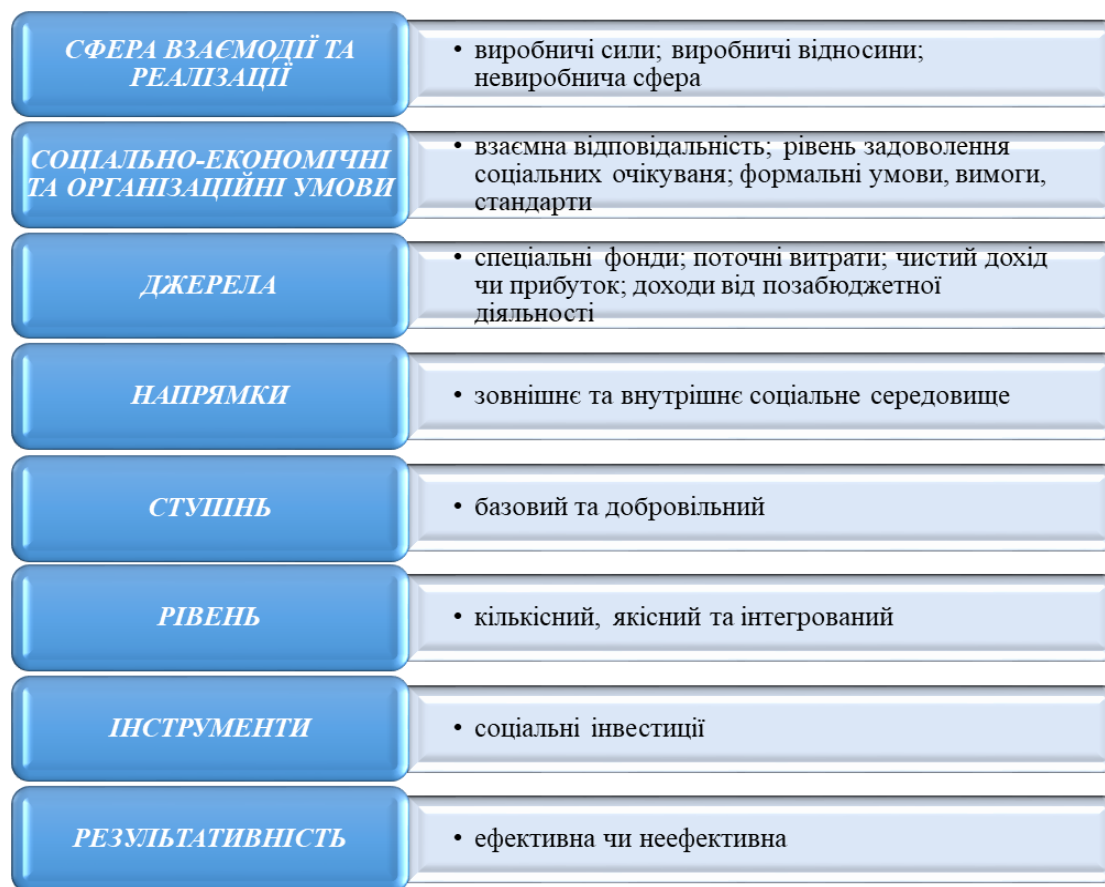 СФЕРА ВЗАЄМОДІЇ ТА
РЕАЛІЗАЦІЇ
• виробничі сили; виробничі відносини;
невиробнича сфера
СОЦІАЛЬНО-ЕКОНОМІЧНІ
ТА ОРГАНІЗАЦІЙНІ УМОВИ
• взаємна відповідальність; рівень задоволення
соціальних очікуваня; формальні умови, вимоги,
стандарти
ДЖЕРЕЛА
• спеціальні фонди; поточні витрати; чистий дохід
чи прибуток; доходи від позабюджетної
діяльності
НАПРЯМКИ
• зовнішнє та внутрішнє соціальне середовище
СТУПІНЬ
• базовий та добровільний
РІВЕНЬ
• кількісний, якісний та інтегрований
ІНСТРУМЕНТИ
• соціальні інвестиції
РЕЗУЛЬТАТИВНІСТЬ
• ефективна чи неефективна